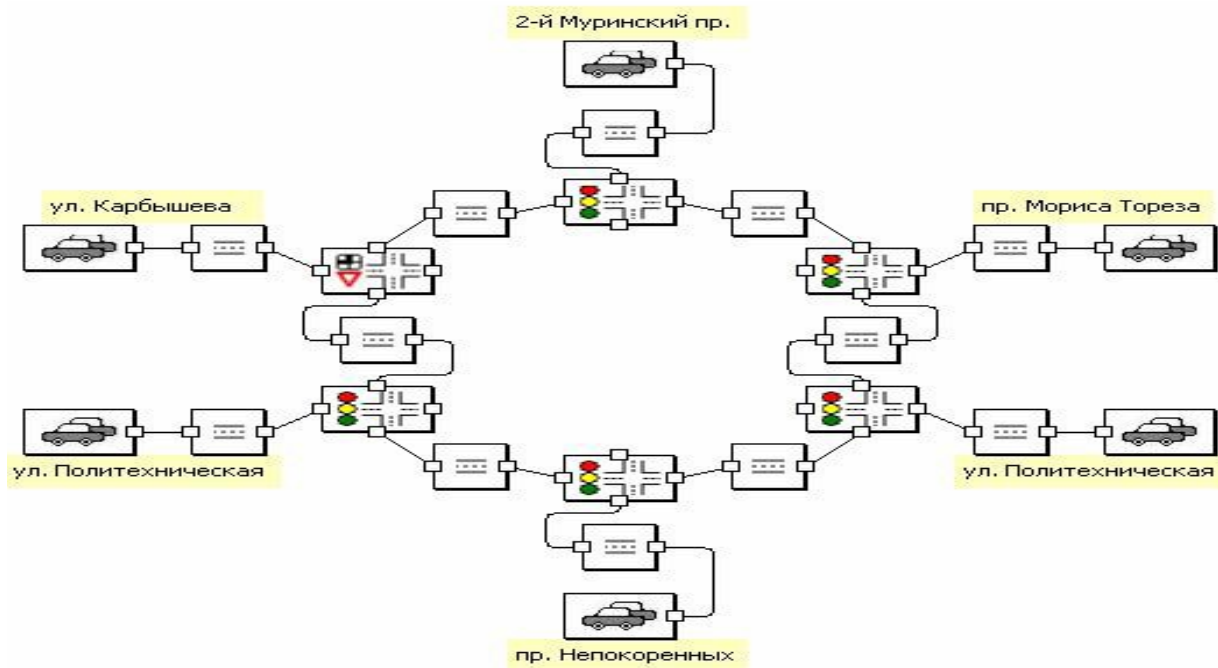 2-й Муринский пр.
ул. Карбышева
пр. Мориса Тореза
ул. Политехническая
ул. Политехническая
пр. Непокоренных